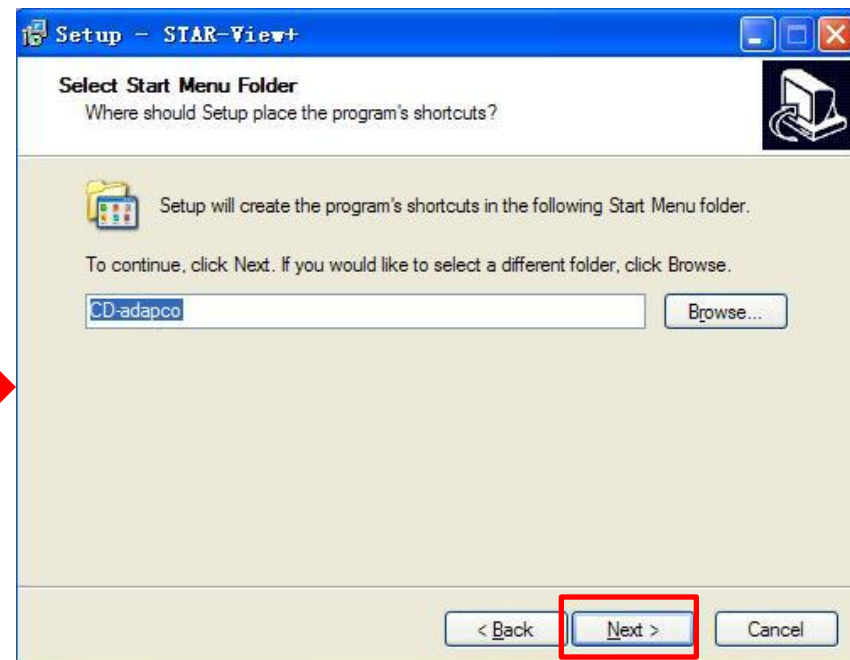 Setup - STAR-View+
Select Start Menu Folder
Where should Setup place the program's shortcuts?
Setup will create the program's shortcuts in the following Start Menu folder.
To continue, click Next. If you would like to select a different folder, click Browse.
CD-adapco
Browse...
< Back
Next >
Cancel